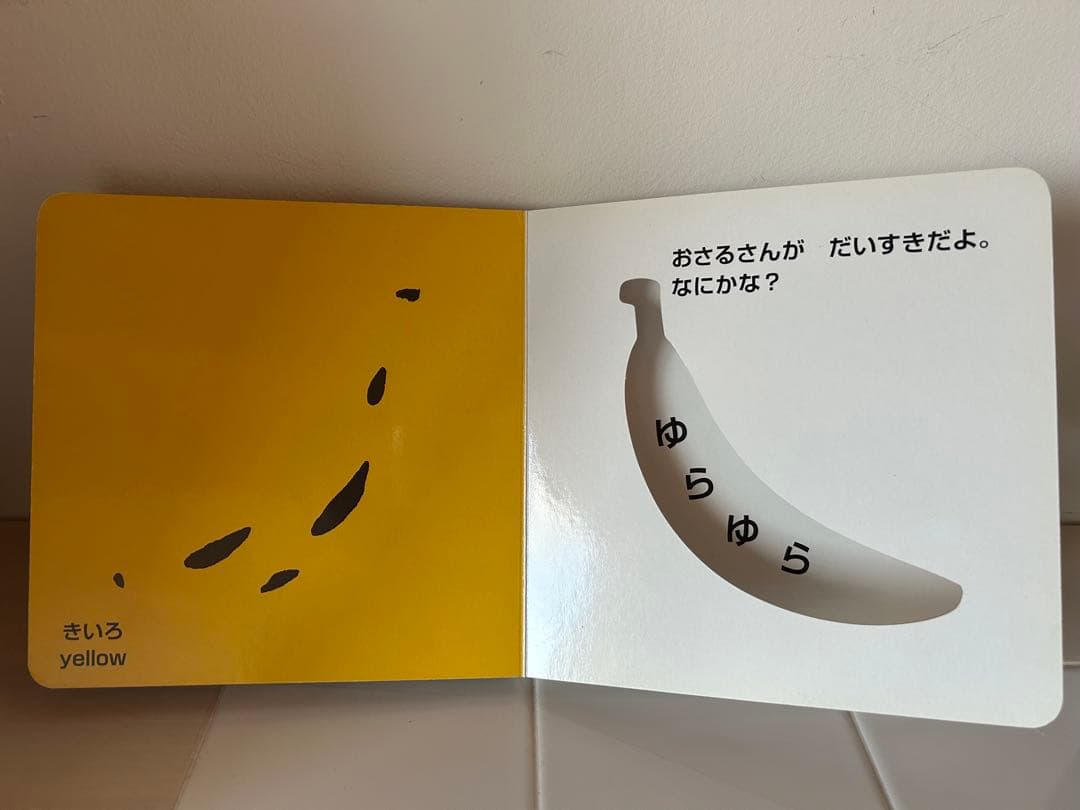 きいろ
yellow
おさるさんが　だいすきだよ。
なにかな？
ゆらゆら